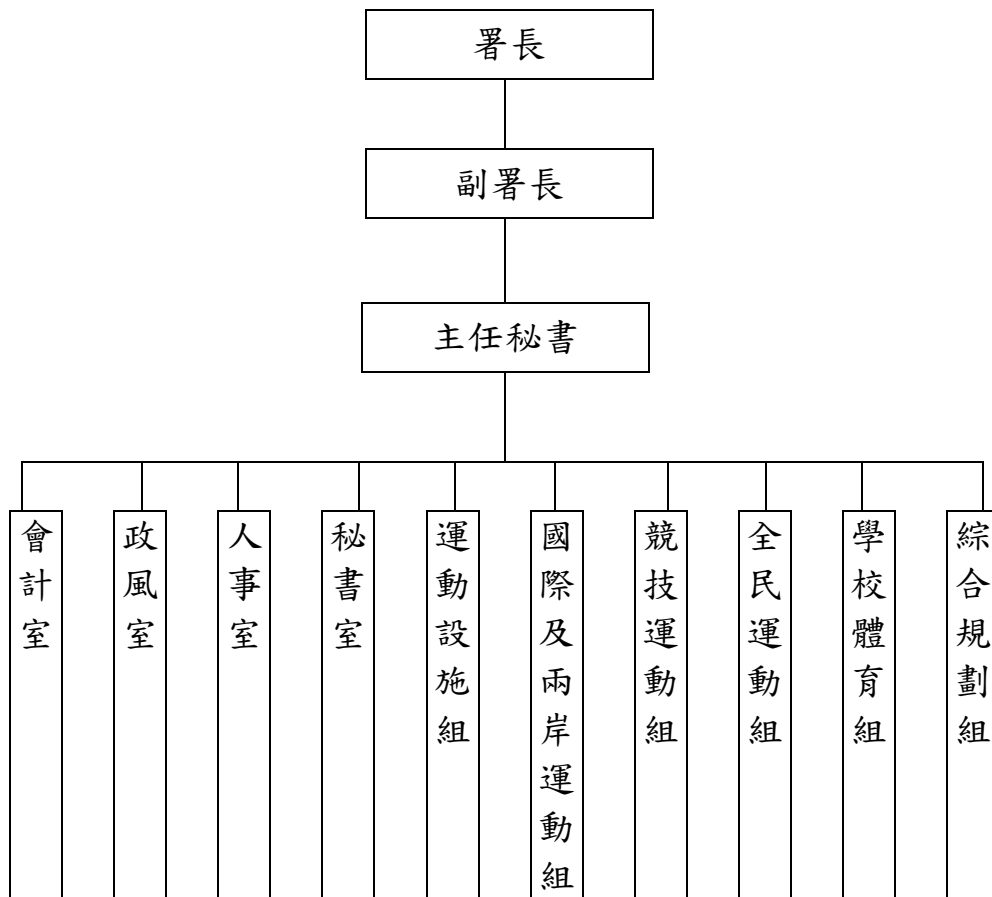 署長
副署長
主任秘書
會計室
政風室
人事室
秘書室
運動設施組
國際及兩岸運動組
競技運動組
全民運動組
學校體育組
綜合規劃組